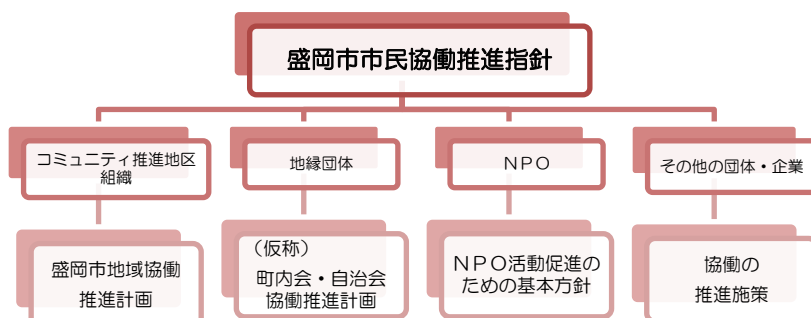 盛岡市市民協働推進指針
コミュニティ推進地区
組織
地縁団体
ＮＰＯ
その他の団体・企業
盛岡市地域協働
推進計画
（仮称）
町内会・自治会
協働推進計画
ＮＰＯ活動促進の
ための基本方針
協働の
推進施策